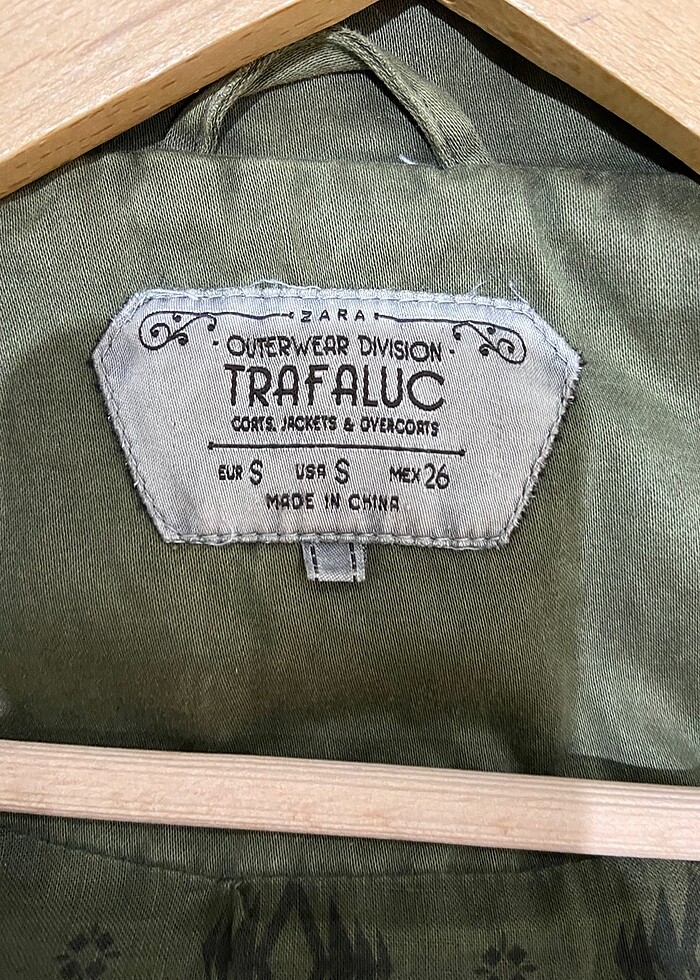 ZARA
· OUTERWEAR DIVISION ·
TRAFALUC
COATS, JACKETS & OVERCOATS
EUR S USA S MEX 26
MADE IN CHINA